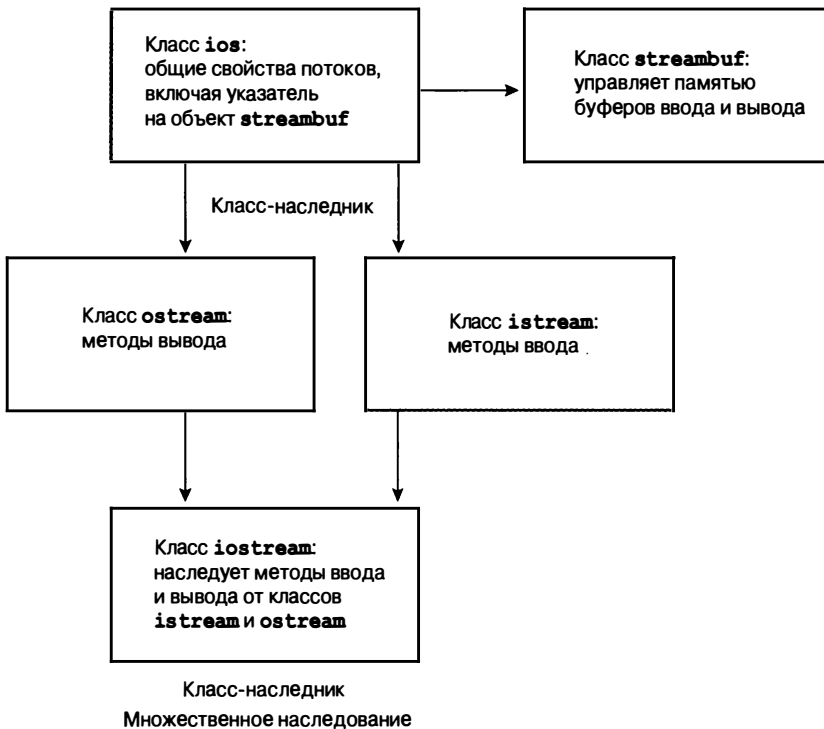 Класс ios:
общие свойства потоков,
включая указатель
на объект streambuf
Класс streambuf:
управляет памятью
буферов ввода и вывода
Класс-наследник
Класс ostream:
методы вывода
Класс istream:
методы ввода
Класс iostream:
наследует методы ввода
и вывода от классов
istream и ostream
Класс-наследник
Множественное наследование